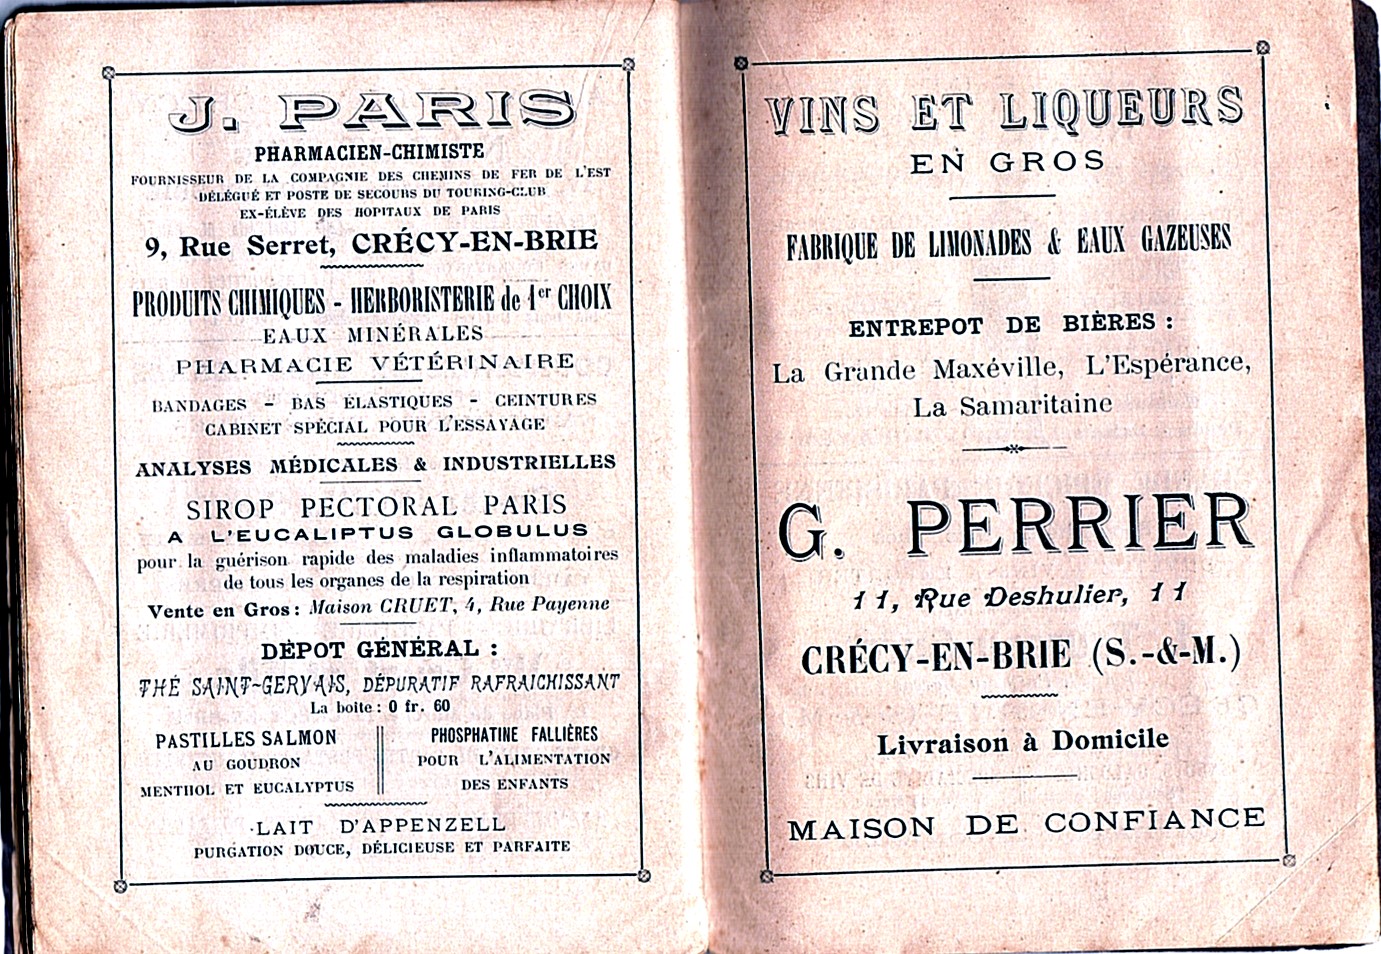 J. PARIS
PHARMACIEN-CHIMISTE
FOURNISSEUR DE LA COMPAGNIE DES CHEMINS DE FER DE L'EST
DÉLÉGUÉ ET POSTE DE SECOURS DU TOURING-CLUB
EX-ÉLÈVE DES HOPITAUX DE PARIS
9, Rue Serret, CRÉCY-EN-BRIE
PRODUITS CHIMIQUES - HERBORISTERIE de 1er CHOIX
EAUX MINÉRALES
PHARMACIE VÉTÉRINAIRE
BANDAGES - BAS ÉLASTIQUES - CEINTURES
CABINET SPÉCIAL POUR L'ESSAYAGE
ANALYSES MÉDICALES & INDUSTRIELLES
SIROP PECTORAL PARIS
A L'EUCALIPTUS GLOBULUS
pour la guérison rapide des maladies inflammatoires
de tous les organes de la respiration
Vente en Gros : Maison CRUET, 4, Rue Payenne
DÉPOT GÉNÉRAL :
THÉ SAINT-GERVAIS, DÉPURATIF RAFRAICHISSANT
La boîte : 0 fr. 60
PASTILLES SALMON
AU GOUDRON
MENTHOL ET EUCALYPTUS
PHOSPHATINE FALLIÈRES
POUR L'ALIMENTATION
DES ENFANTS
LAIT D'APPENZELL
PURGATION DOUCE, DÉLICIEUSE ET PARFAITE
VINS ET LIQUEURS
EN GROS
FABRIQUE DE LIMONADES & EAUX GAZEUSES
ENTREPOT DE BIÈRES :
La Grande Maxéville, L'Espérance,
La Samaritaine
G. PERRIER
11, Rue Deshulier, 11
CRÉCY-EN-BRIE (S.-&-M.)
Livraison à Domicile
MAISON DE CONFIANCE